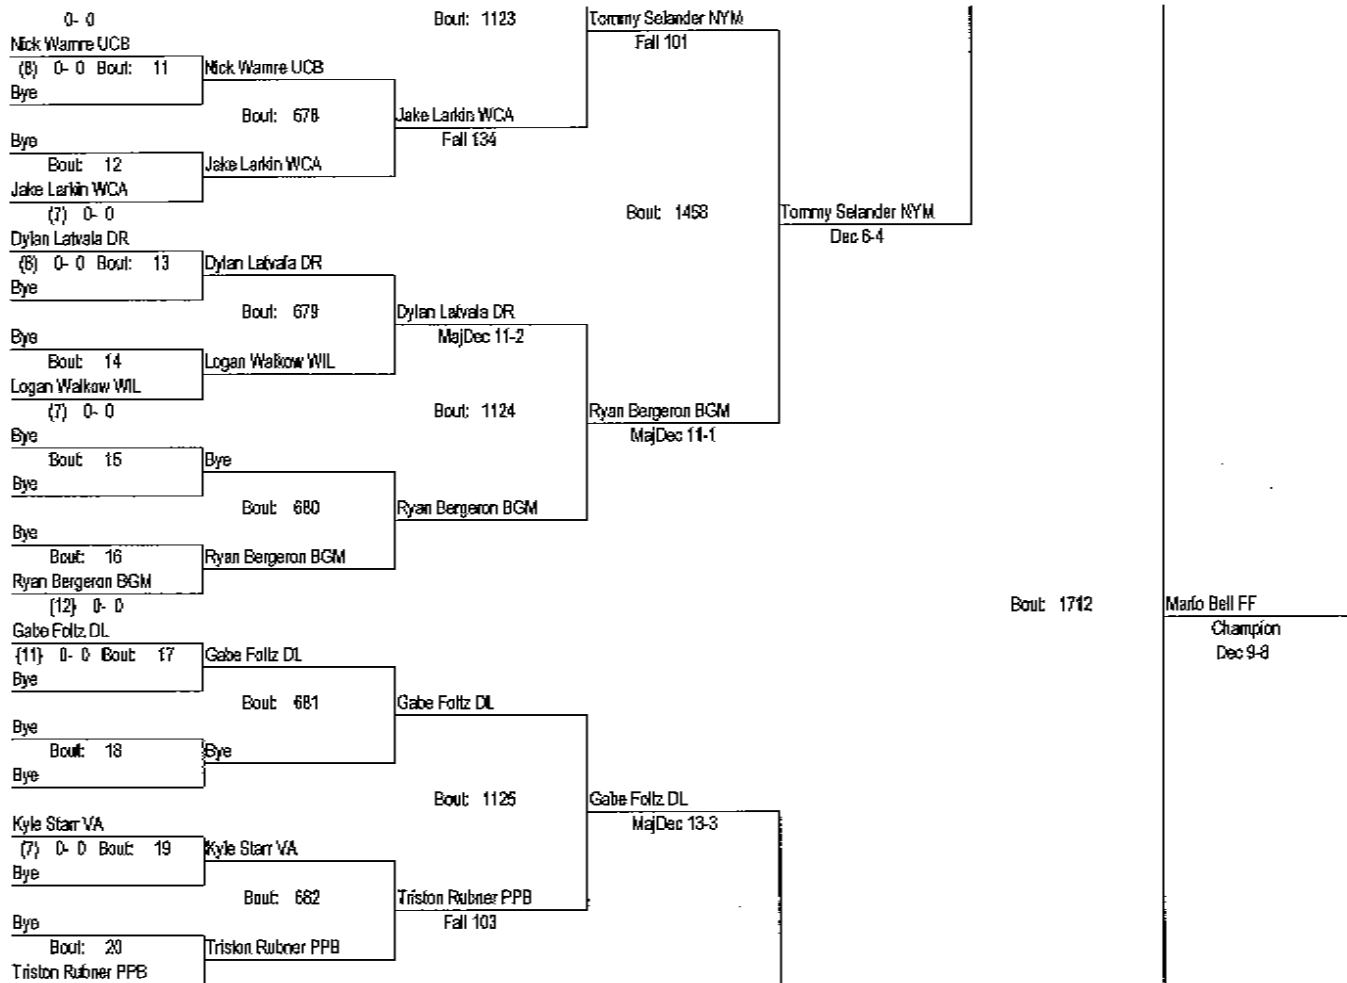 0- 0
Bout: 1123
Tommy Selander NYM
Nick Wamre UCB
Fall 101
(8) 0- 0 Bout: 11
Nick Wamre UCB
Bye
Bout: 678
Jake Larkin WCA
Bye
Fall 134
Bout: 12
Jake Larkin WCA
Jake Larkin WCA
(7) 0- 0
Bout: 1458
Tommy Selander NYM
Dylan Latvala DR
Dec 6-4
(6) 0- 0 Bout: 13
Dylan Latvala DR
Bye
Bout: 679
Dylan Latvala DR
Bye
MajDec 11-2
Bout: 14
Logan Walkow WIL
Logan Walkow WIL
(7) 0- 0
Bout: 1124
Ryan Bergeron BGM
Bye
MajDec 11-1
Bout: 15
Bye
Bye
Bout: 680
Ryan Bergeron BGM
Bye
Bout: 16
Ryan Bergeron BGM
Ryan Bergeron BGM
(12) 0- 0
Bout: 1712
Mario Bell FF
Gabe Foltz DL
Champion
(11) 0- 0 Bout: 17
Gabe Foltz DL
Dec 9-8
Bye
Bout: 681
Gabe Foltz DL
Bye
Bout: 18
Bye
Bye
Bout: 1125
Gabe Foltz DL
Kyle Starr VA
MajDec 13-3
(7) 0- 0 Bout: 19
Kyle Starr VA
Bye
Bout: 682
Triston Rubner PPB
Bye
Fall 103
Bout: 20
Triston Rubner PPB
Triston Rubner PPB